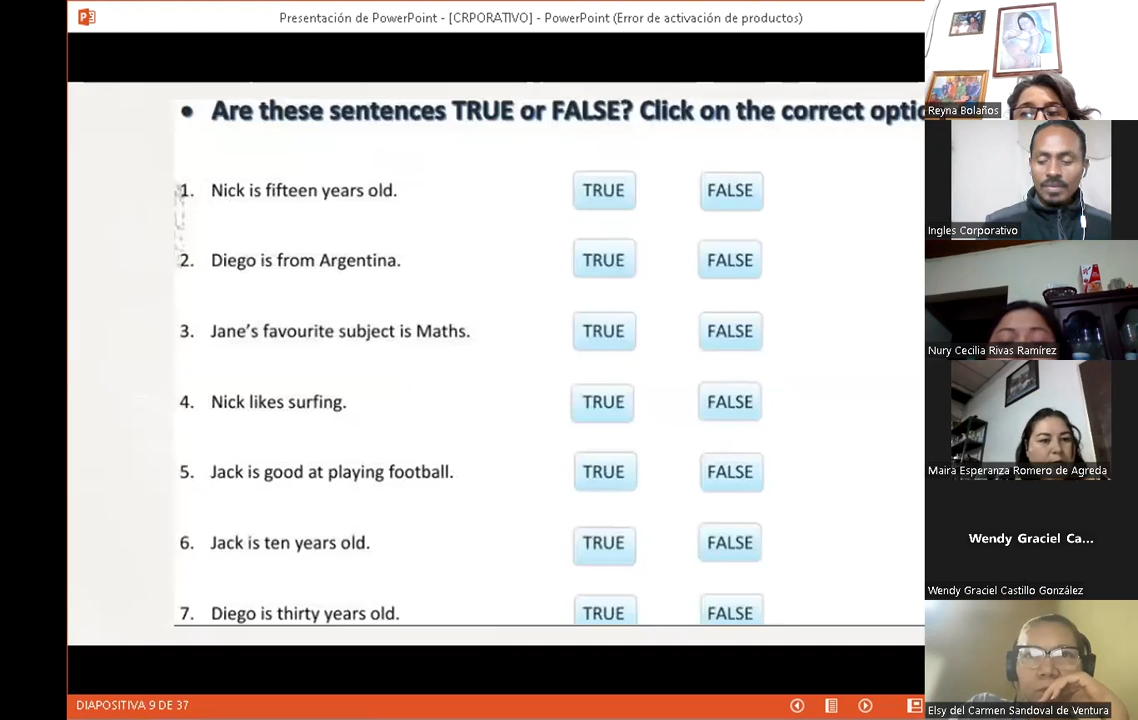 Presentación de PowerPoint - [CRPORATIVO] - PowerPoint (Error de activación de productos)
• Are these sentences TRUE or FALSE? Click on the correct optio
1. Nick is fifteen years old. TRUE FALSE
2. Diego is from Argentina. TRUE FALSE
3. Jane's favourite subject is Maths. TRUE FALSE
4. Nick likes surfing. TRUE FALSE
5. Jack is good at playing football. TRUE FALSE
6. Jack is ten years old. TRUE FALSE
7. Diego is thirty years old. TRUE FALSE
DIAPOSITIVA 9 DE 37
Reyna Bolaños
Ingles Corporativo
Nury Cecilia Rivas Ramírez
Maira Esperanza Romero de Agreda
Wendy Graciel Ca...
Wendy Graciel Castillo González
Elsy del Carmen Sandoval de Ventura